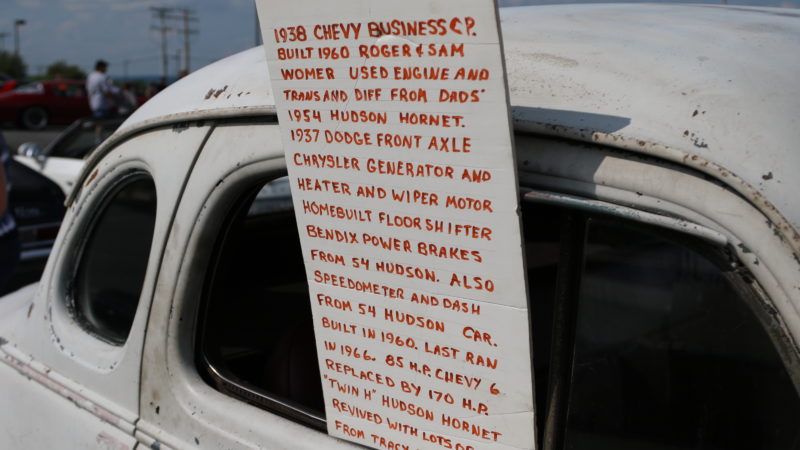 1938 CHEVY BUSINESS CP.
BUILT 1960 ROGER & SAM
WOMER USED ENGINE AND
TRANS AND DIFF FROM DADS'
1954 HUDSON HORNET.
1937 DODGE FRONT AXLE
CHRYSLER GENERATOR AND
HEATER AND WIPER MOTOR
HOMEBUILT FLOOR SHIFTER
BENDIX POWER BRAKES
FROM 54 HUDSON. ALSO
SPEEDOMETER AND DASH
FROM 54 HUDSON CAR.
BUILT IN 1960. LAST RAN
IN 1966. 85 H.P. CHEVY 6
REPLACED BY 170 H.P.
"TWIN H" HUDSON HORNET
REVIVED WITH LOTS OF
FROM TRACY